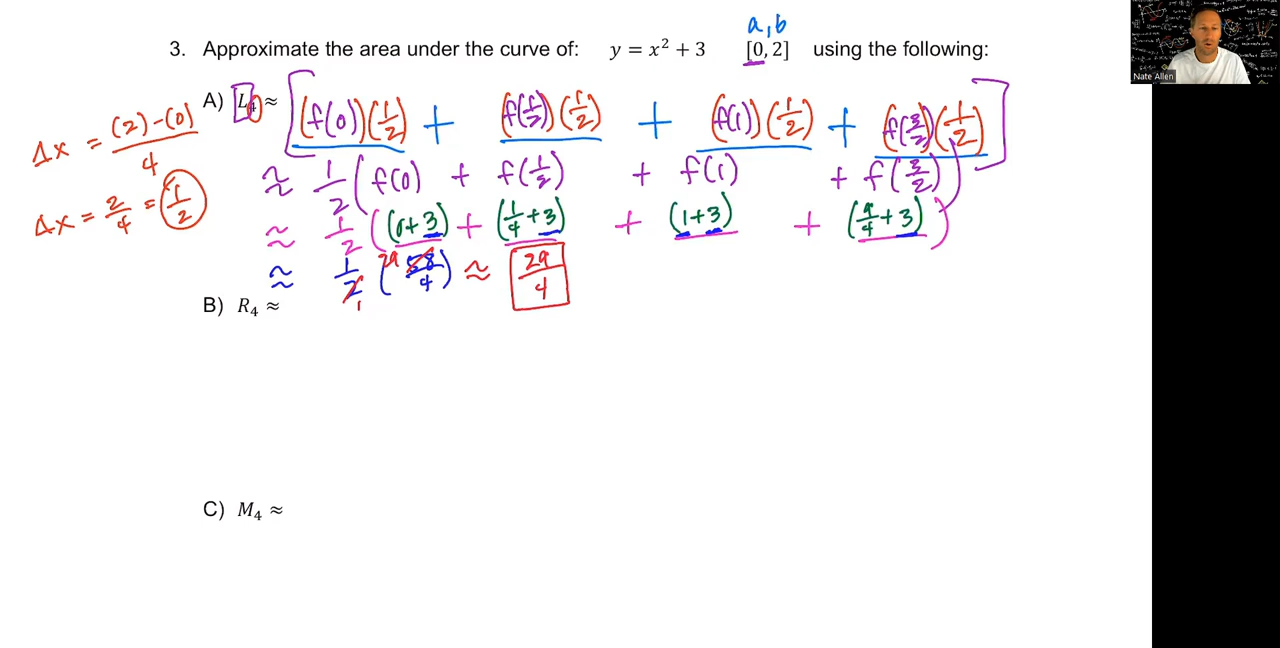 a, b
3. Approximate the area under the curve of: y = x² + 3 [0, 2] using the following:
A) L₄ ≈ [(f(0))(1/2) + (f(1/2))(1/2) + (f(1))(1/2) + (f(3/2))(1/2)]
Δx = (2)-(0)/4
≈ 1/2 (f(0) + f(1/2) + f(1) + f(3/2))
Δx = 2/4 = 1/2
≈ 1/2 ((0+3) + (1/4+3) + (1+3) + (9/4+3))
≈ 1/2 (58/4) ≈ 29/4
29
1
B) R₄ ≈
C) M₄ ≈
Nate Allen